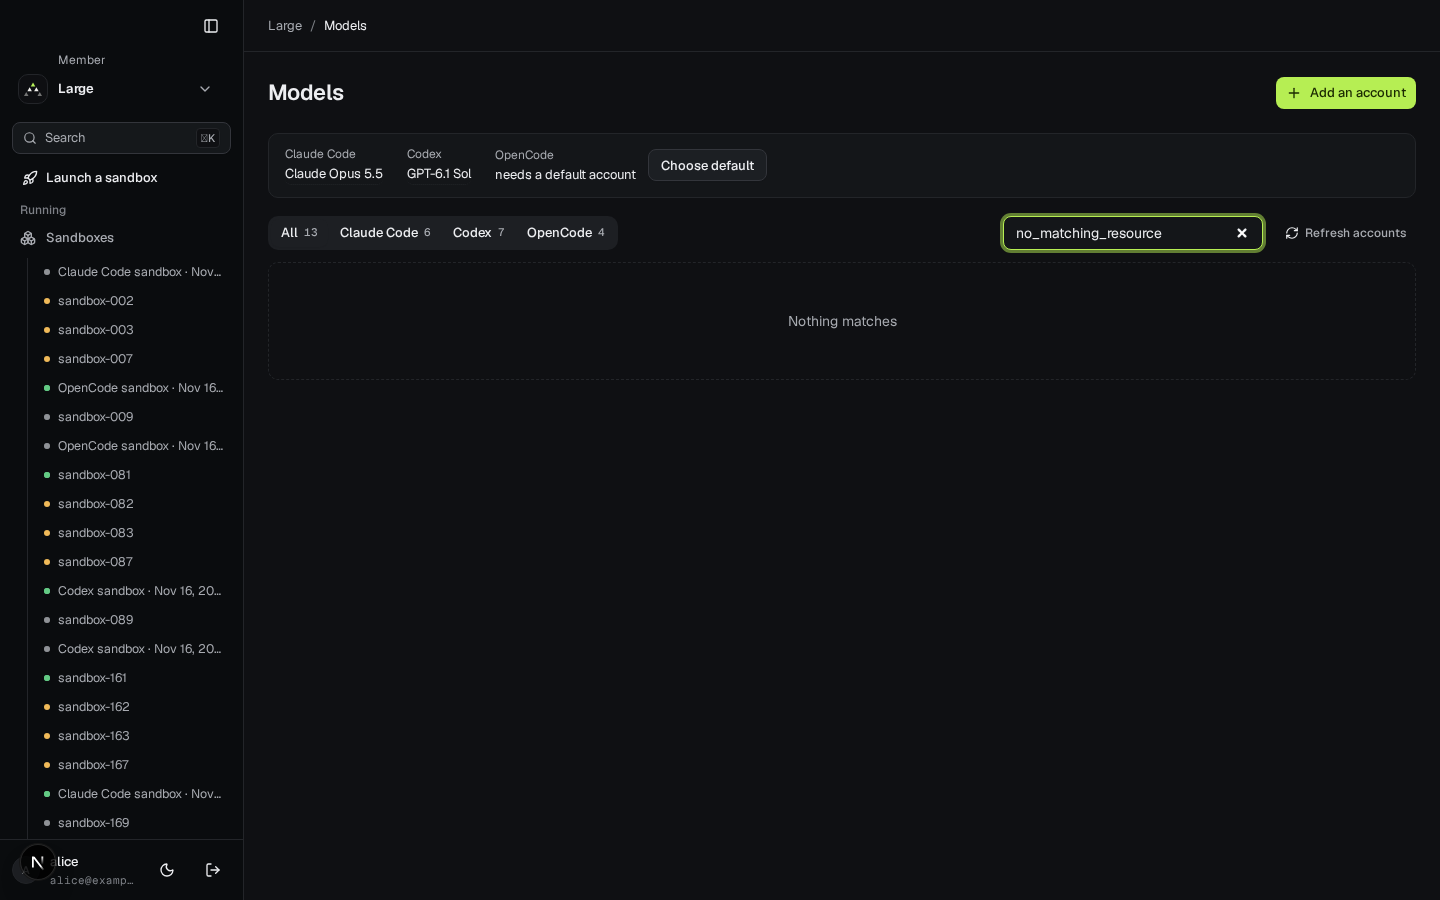 Member
Large
Search
K
Launch a sandbox
Running
Sandboxes
Claude Code sandbox · Nov…
sandbox-002
sandbox-003
sandbox-007
OpenCode sandbox · Nov 16…
sandbox-009
OpenCode sandbox · Nov 16…
sandbox-081
sandbox-082
sandbox-083
sandbox-087
Codex sandbox · Nov 16, 20…
sandbox-089
Codex sandbox · Nov 16, 20…
sandbox-161
sandbox-162
sandbox-163
sandbox-167
Claude Code sandbox · Nov…
sandbox-169
N
alice
alice@examp…
Large / Models
Models
Add an account
Claude Code
Claude Opus 5.5
Codex
GPT-6.1 Sol
OpenCode
needs a default account
Choose default
All 13
Claude Code 6
Codex 7
OpenCode 4
no_matching_resource
Refresh accounts
Nothing matches